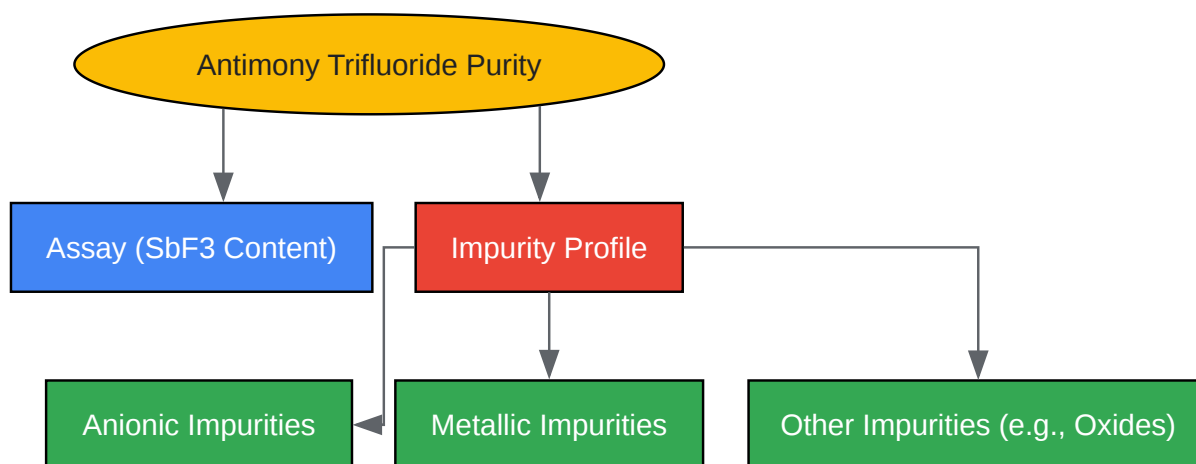 Antimony Trifluoride Purity
Assay (SbF3 Content)
Impurity Profile
Anionic Impurities
Metallic Impurities
Other Impurities (e.g., Oxides)